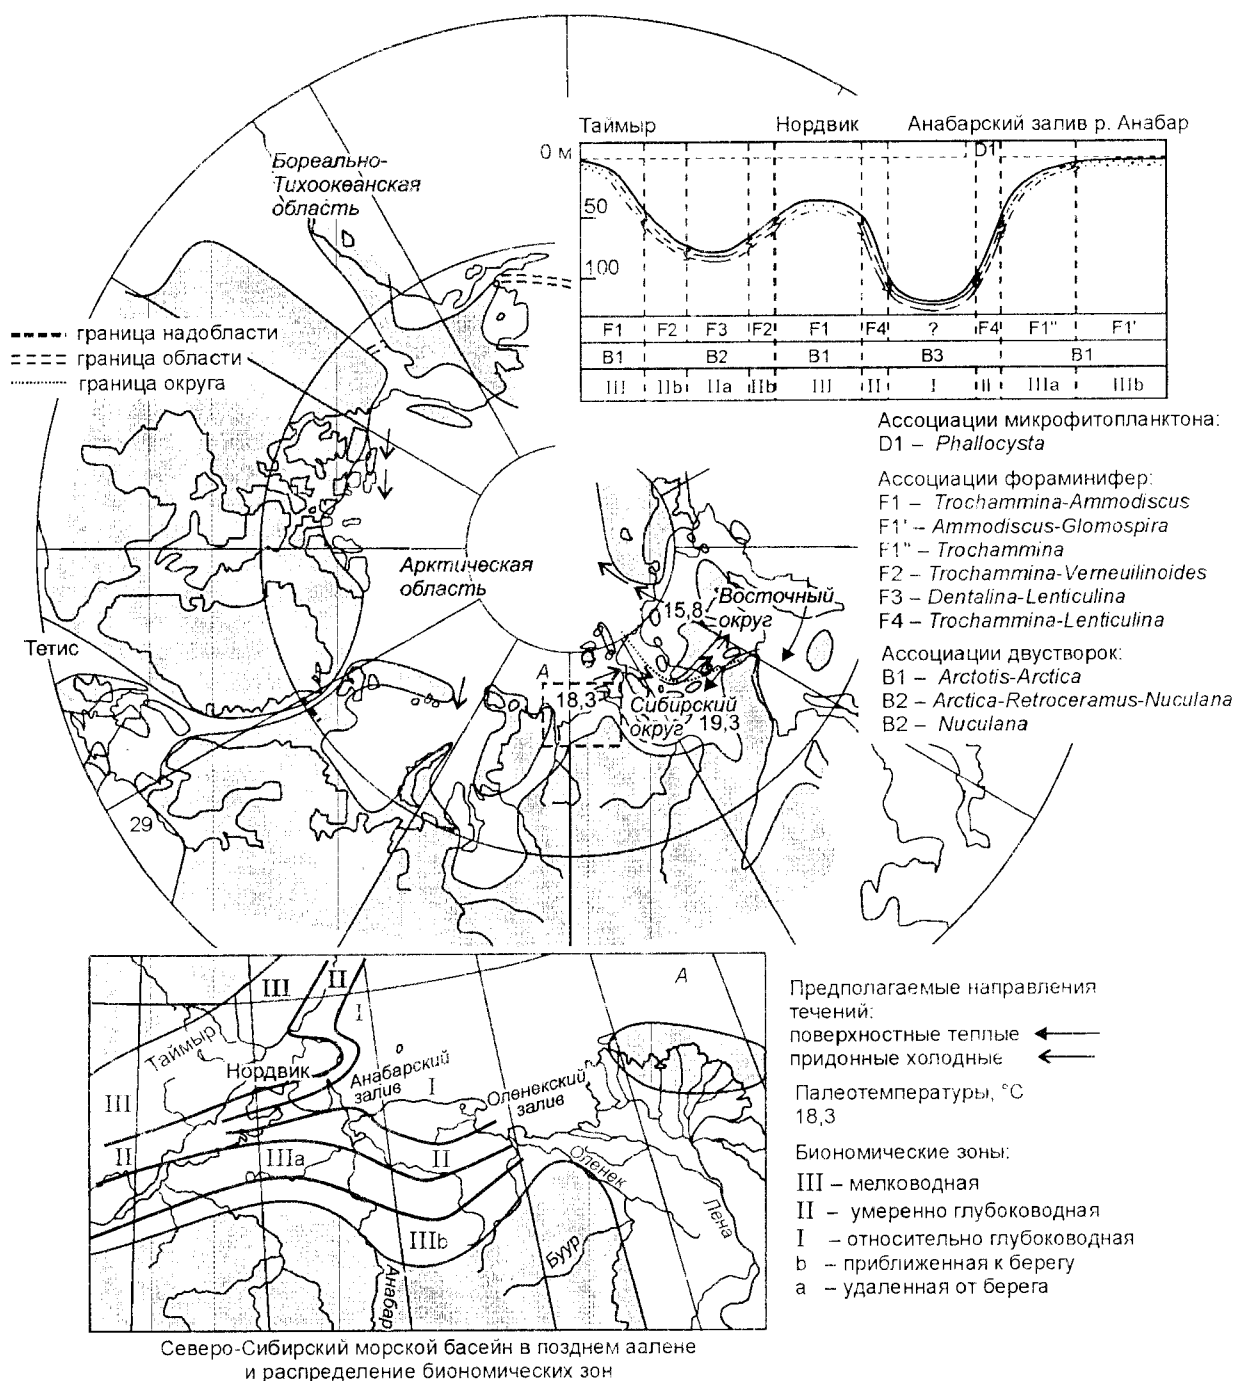 Таймыр Нордвик Анабарский залив р. Анабар
0 м
D1
50
100
F1 F2 F3 F2 F1 F4 ? F4 F1" F1'
B1 B2 B1 B3 B1
III IIb IIa IIb III II I II IIIa IIIb
Бореально-
Тихоокеанская
область
граница надобласти
граница области
граница округа
Ассоциации микрофитопланктона:
D1 – Phallocysta
Ассоциации фораминифер:
F1 – Trochammina-Ammodiscus
F1' – Ammodiscus-Glomospira
F1" – Trochammina
F2 – Trochammina-Verneuilinoides
F3 – Dentalina-Lenticulina
F4 – Trochammina-Lenticulina
Ассоциации двустворок:
B1 – Arctotis-Arctica
B2 – Arctica-Retroceramus-Nuculana
B2 – Nuculana
Арктическая
область
Восточный
округ
15,8
Тетис
A
18,3
Сибирский
округ
19,3
29
III
II
I
A
Таймыр
Нордвик
Анабарский
залив
I
Оленекский
залив
III
II
IIIa
II
Оленек
Лена
IIIb
Буур
Анабар
Предполагаемые направления
течений:
поверхностные теплые
придонные холодные
Палеотемпературы, °C
18,3
Биономические зоны:
III – мелководная
II – умеренно глубоководная
I – относительно глубоководная
b – приближенная к берегу
a – удаленная от берега
Северо-Сибирский морской басейн в позднем аалене
и распределение биономических зон